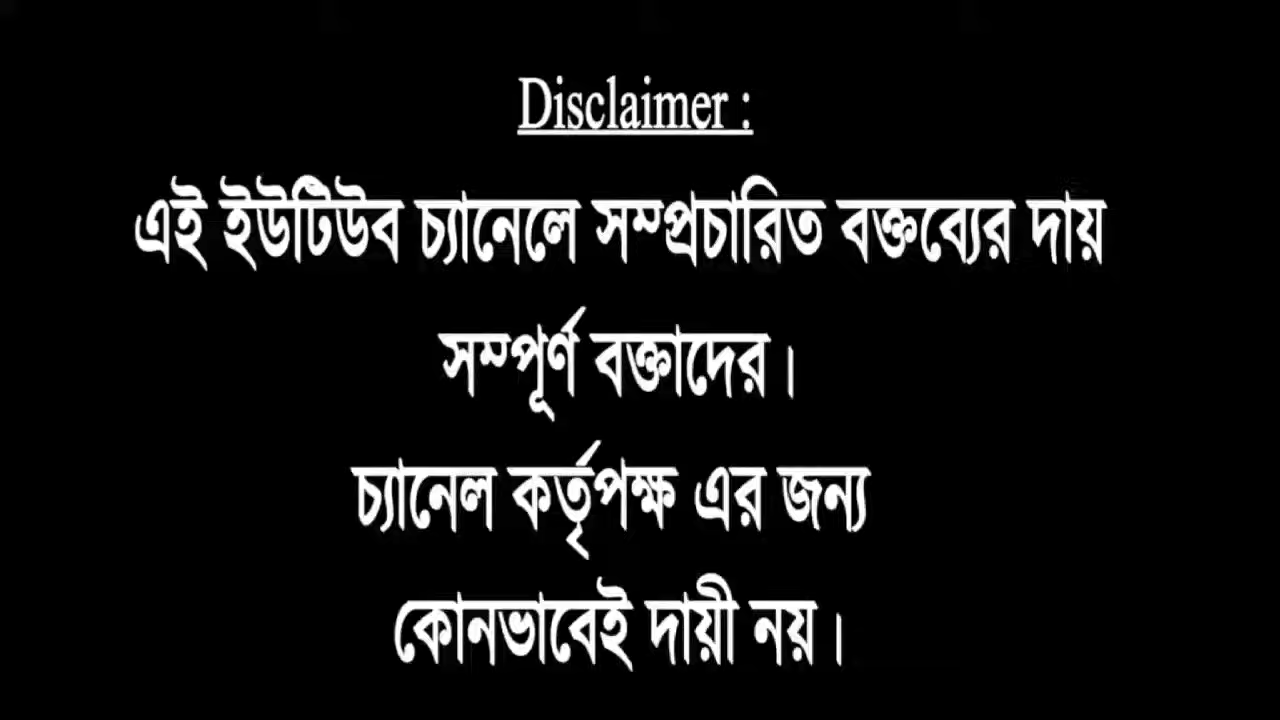 Disclaimer :
এই ইউটিউব চ্যানেলে সম্প্রচারিত বক্তব্যের দায়
সম্পূর্ণ বক্তাদের।
চ্যানেল কর্তৃপক্ষ এর জন্য
কোনভাবেই দায়ী নয়।